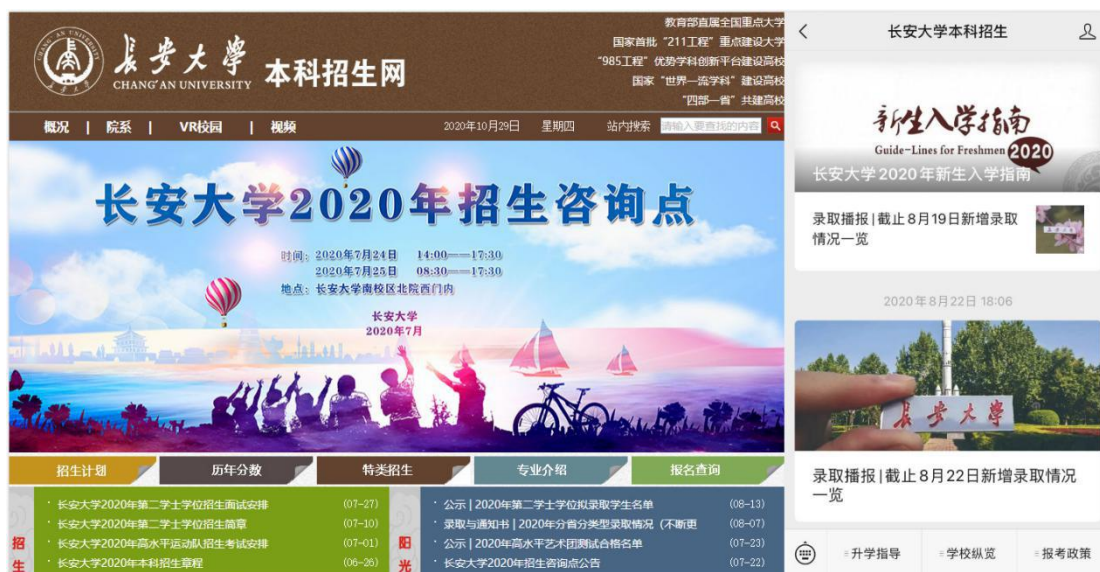 教育部直属全国重点大学
国家首批“211工程”重点建设大学
“985工程”优势学科创新平台建设高校
国家“世界一流学科”建设高校
“四部一省”共建高校
长安大学
CHANG'AN UNIVERSITY
本科招生网
概况 | 院系 | VR校园 | 视频
2020年10月29日 星期四 站内搜索 请输入要查找的内容
长安大学2020年招生咨询点
时间：2020年7月24日 14:00——17:30
2020年7月25日 08:30——17:30
地点：长安大学南校区北院西门内
长安大学
2020年7月
招生计划 历年分数 特类招生 专业介绍 报名查询
招生
· 长安大学2020年第二学士学位招生面试安排 (07-27)
· 长安大学2020年第二学士学位招生简章 (07-10)
· 长安大学2020年高水平运动队招生考试安排 (07-01)
· 长安大学2020年本科招生章程 (06-26)
阳光
· 公示 | 2020年第二学士学位拟录取学生名单 (08-13)
· 录取与通知书 | 2020年分省分类型录取情况（不断更 (08-07)
· 公示 | 2020年高水平艺术团测试合格名单 (07-23)
· 长安大学2020年招生咨询点公告 (07-22)
长安大学本科招生
新生入学指南
Guide-Lines for Freshmen 2020
长安大学2020年新生入学指南
录取播报|截止8月19日新增录取
情况一览
2020年8月22日 18:06
長安大學
录取播报|截止8月22日新增录取情况
一览
升学指导 学校纵览 报考政策